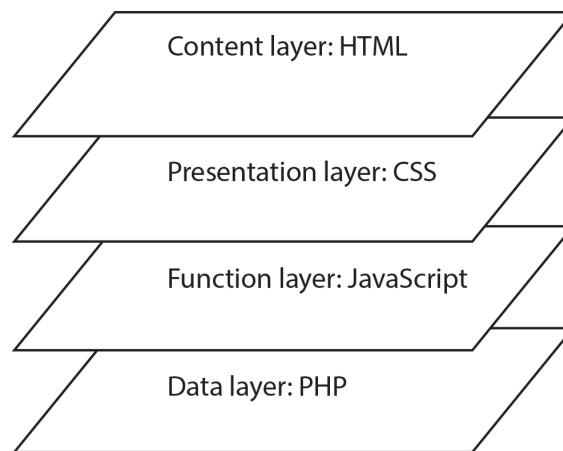 Content layer: HTML
Presentation layer: CSS
Function layer: JavaScript
Data layer: PHP